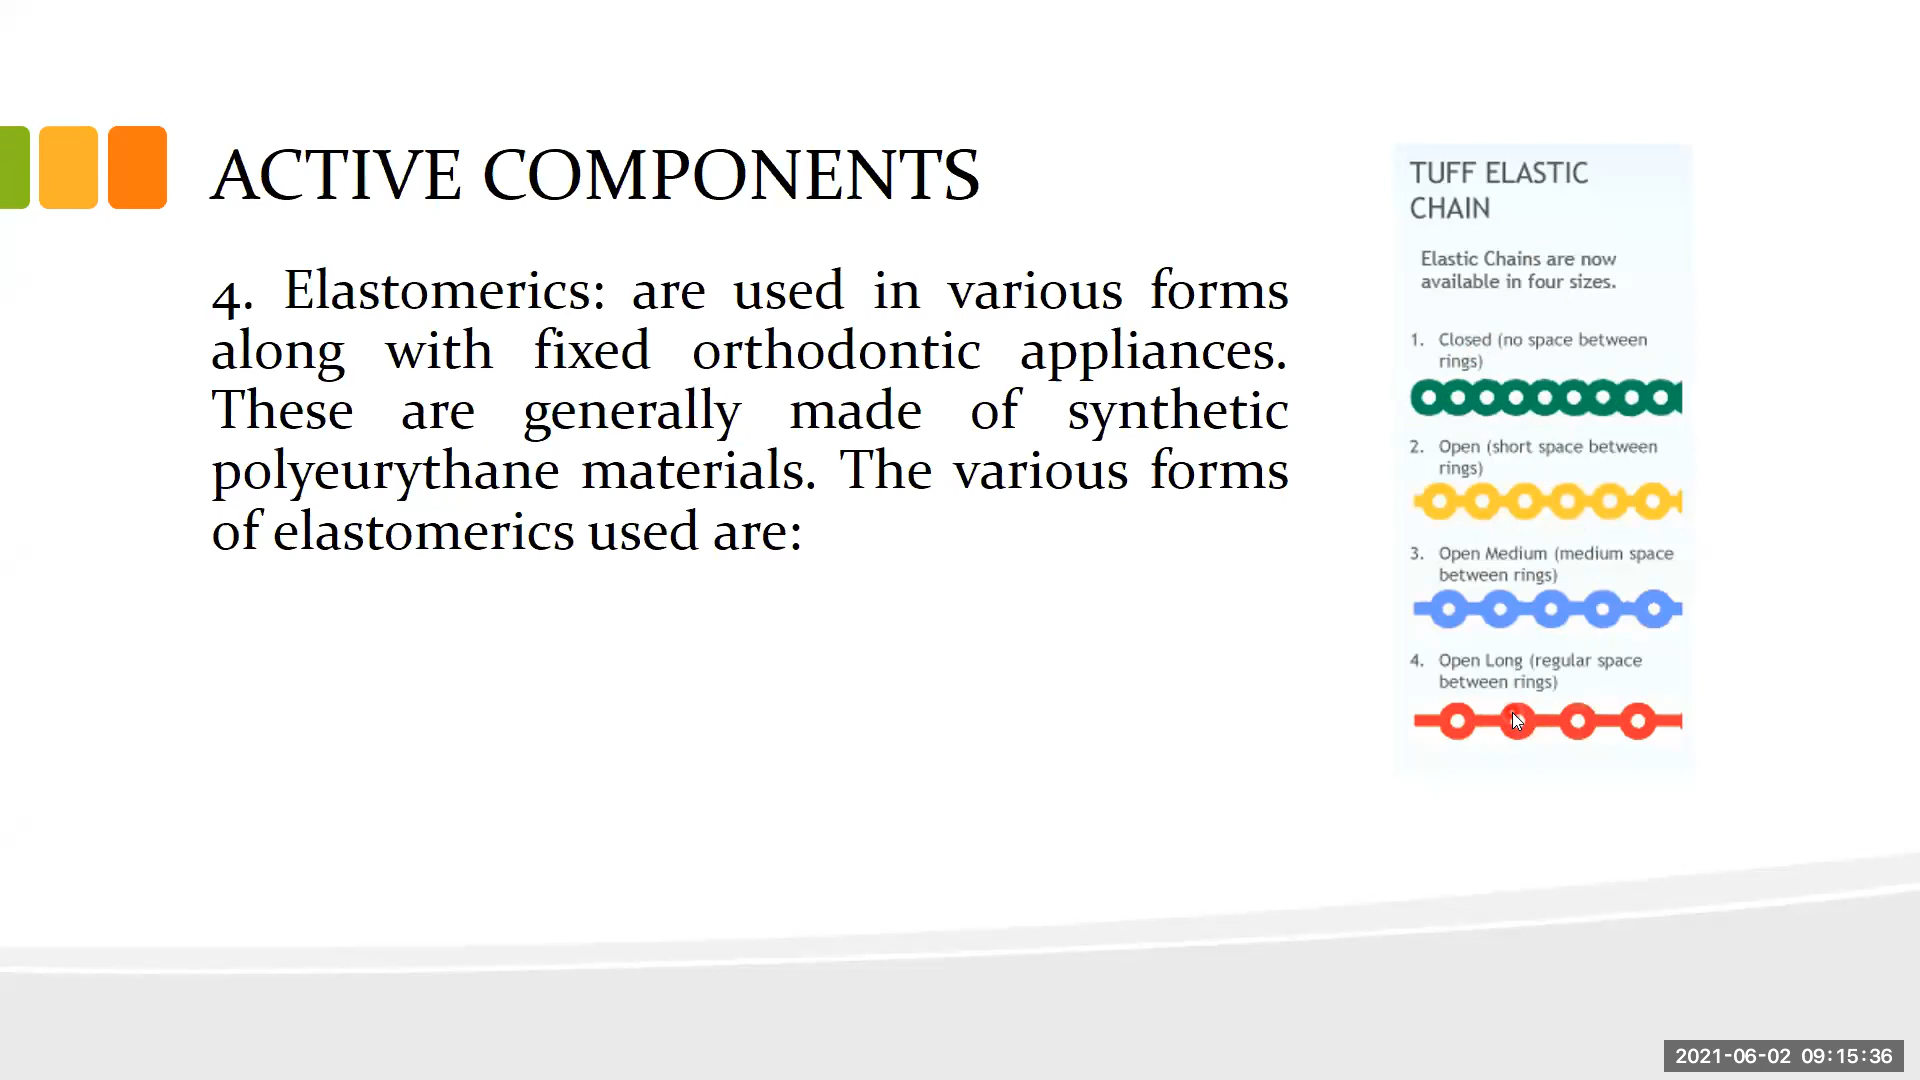 ACTIVE COMPONENTS
4. Elastomerics: are used in various forms
along with fixed orthodontic appliances.
These are generally made of synthetic
polyeurythane materials. The various forms
of elastomerics used are:
TUFF ELASTIC
CHAIN
Elastic Chains are now
available in four sizes.
1. Closed (no space between
rings)
2. Open (short space between
rings)
3. Open Medium (medium space
between rings)
4. Open Long (regular space
between rings)
2021-06-02 09:15:36